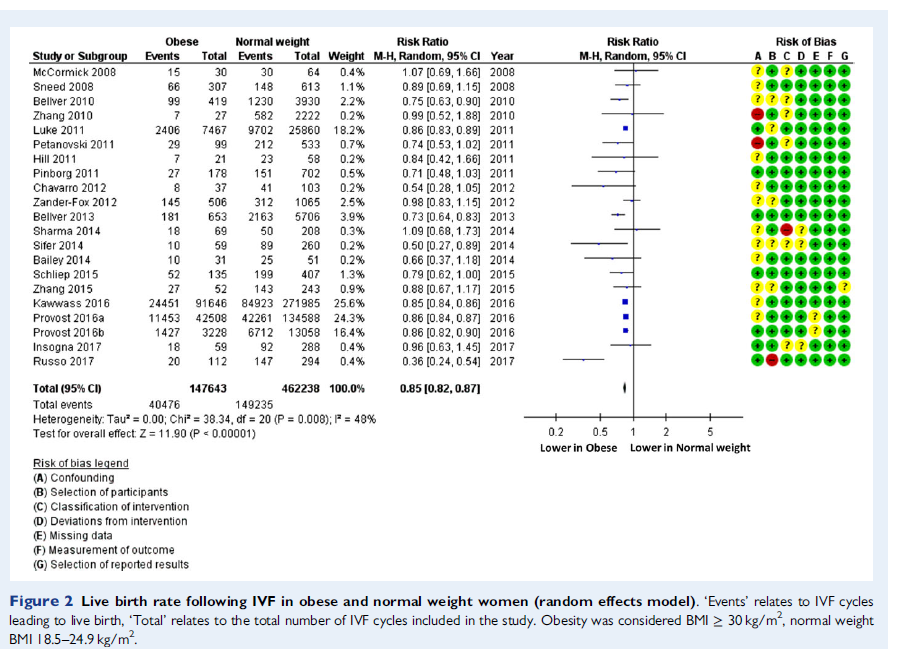 Obese Normal weight Risk Ratio Risk Ratio Risk of Bias
Study or Subgroup Events Total Events Total Weight M-H, Random, 95% CI Year M-H, Random, 95% CI A B C D E F G
McCormick 2008 15 30 30 64 0.4% 1.07 [0.69, 1.66] 2008 ? + ? + + + +
Sneed 2008 66 307 148 613 1.1% 0.89 [0.69, 1.15] 2008 ? + + + + + +
Bellver 2010 99 419 1230 3930 2.2% 0.75 [0.63, 0.90] 2010 ? ? ? + + + +
Zhang 2010 7 27 582 2222 0.2% 0.99 [0.52, 1.88] 2010 − + ? + + + +
Luke 2011 2406 7467 9702 25860 18.2% 0.86 [0.83, 0.89] 2011 + ? + + + + +
Petanovski 2011 29 99 212 533 0.7% 0.74 [0.53, 1.02] 2011 − + + + + + +
Hill 2011 7 21 23 58 0.2% 0.84 [0.42, 1.66] 2011 ? + + + + + +
Pinborg 2011 27 178 151 702 0.5% 0.71 [0.48, 1.03] 2011 + + + + + + +
Chavarro 2012 8 37 41 103 0.2% 0.54 [0.28, 1.05] 2012 ? + + + + + +
Zander-Fox 2012 145 506 312 1065 2.5% 0.98 [0.83, 1.15] 2012 ? ? + + + + +
Bellver 2013 181 653 2163 5706 3.9% 0.73 [0.64, 0.83] 2013 + + + + + + +
Sharma 2014 18 69 50 208 0.4% 1.09 [0.68, 1.73] 2014 ? + − ? + + +
Sifer 2014 10 59 89 260 0.2% 0.50 [0.27, 0.89] 2014 ? ? ? ? + + +
Bailey 2014 10 31 25 51 0.2% 0.66 [0.37, 1.18] 2014 ? + + + + + +
Schliep 2015 52 135 199 407 1.3% 0.79 [0.62, 1.00] 2015 + + + + + + +
Zhang 2015 27 52 143 243 0.9% 0.88 [0.67, 1.17] 2015 ? ? + + + + ?
Kawwass 2016 24451 91646 84923 271985 25.6% 0.85 [0.84, 0.86] 2016 ? + + + + + +
Provost 2016a 11453 42508 42261 134588 24.3% 0.86 [0.84, 0.87] 2016 + + + + ? + +
Provost 2016b 1427 3228 6712 13058 16.4% 0.86 [0.82, 0.90] 2016 + + + + ? + +
Insogna 2017 18 59 92 288 0.4% 0.96 [0.63, 1.45] 2017 + + ? ? + + +
Russo 2017 20 112 147 294 0.4% 0.36 [0.24, 0.54] 2017 + − + + + + +
Total (95% CI) 147643 462238 100.0% 0.85 [0.82, 0.87]
Total events 40476 149235
Heterogeneity: Tau² = 0.00; Chi² = 38.34, df = 20 (P = 0.008); I² = 48%
Test for overall effect: Z = 11.90 (P < 0.00001)
0.2 0.5 1 2 5
Lower in Obese Lower in Normal weight
Risk of bias legend
(A) Confounding
(B) Selection of participants
(C) Classification of intervention
(D) Deviations from intervention
(E) Missing data
(F) Measurement of outcome
(G) Selection of reported results
Figure 2 Live birth rate following IVF in obese and normal weight women (random effects model). ‘Events’ relates to IVF cycles
leading to live birth, ‘Total’ relates to the total number of IVF cycles included in the study. Obesity was considered BMI ≥ 30 kg/m², normal weight
BMI 18.5–24.9 kg/m².